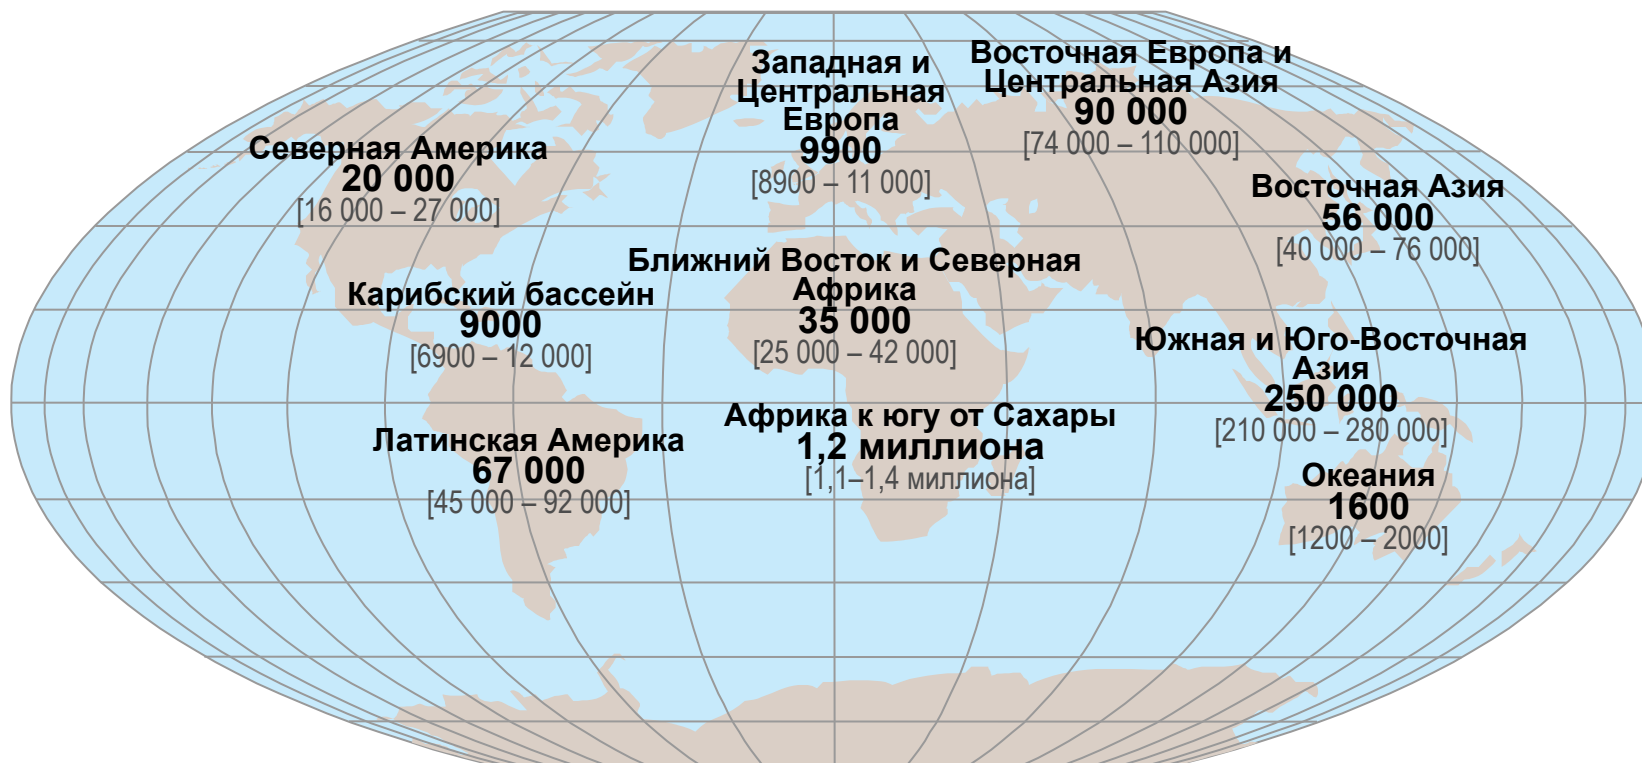 Западная и
Центральная
Европа
9900
[8900 – 11 000]
Восточная Европа и
Центральная Азия
90 000
[74 000 – 110 000]
Северная Америка
20 000
[16 000 – 27 000]
Восточная Азия
56 000
[40 000 – 76 000]
Ближний Восток и Северная
Африка
35 000
[25 000 – 42 000]
Карибский бассейн
9000
[6900 – 12 000]
Южная и Юго-Восточная
Азия
250 000
[210 000 – 280 000]
Африка к югу от Сахары
1,2 миллиона
[1,1–1,4 миллиона]
Латинская Америка
67 000
[45 000 – 92 000]
Океания
1600
[1200 – 2000]